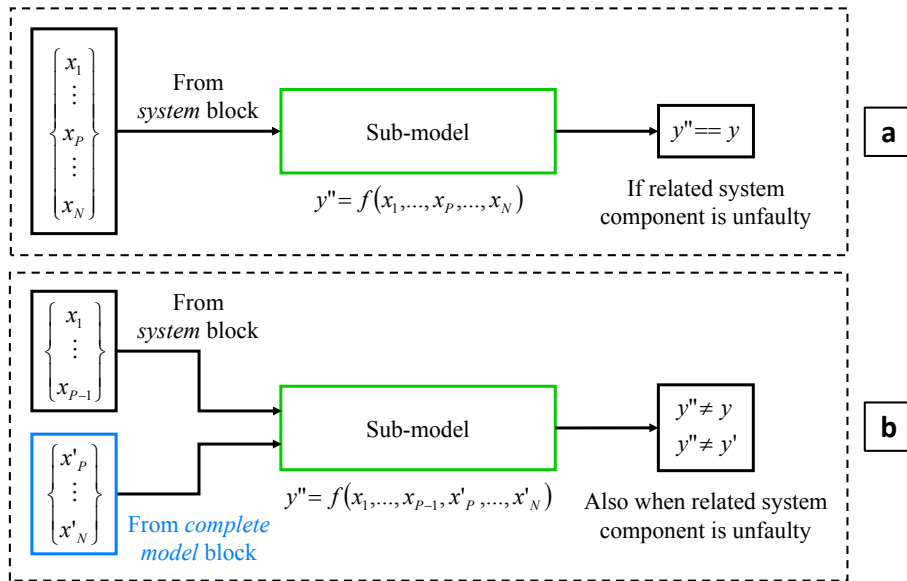 x1
⋮
xP
⋮
xN
From
system block
Sub-model
y''= f(x1,...,xP,...,xN)
y''== y
If related system
component is unfaulty
a
x1
⋮
xP−1
From
system block
x'P
⋮
x'N
From complete
model block
Sub-model
y''= f(x1,...,xP−1,x'P,...,x'N)
y''≠ y
y''≠ y'
Also when related system
component is unfaulty
b